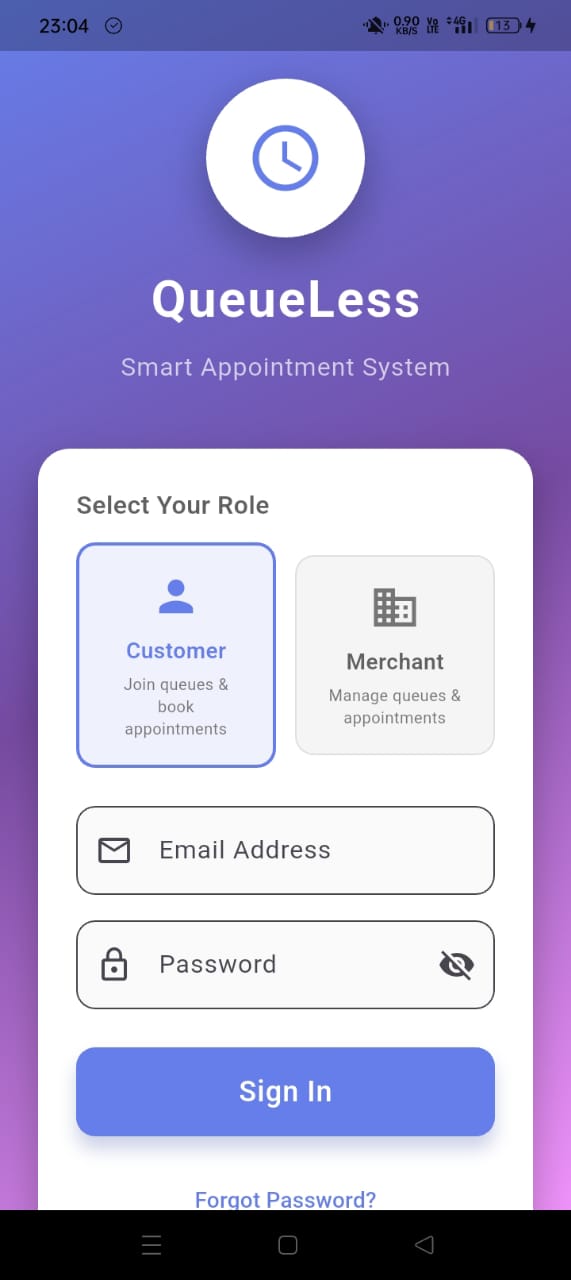 23:04 0.90 KB/S Vo LTE 4G 13
QueueLess
Smart Appointment System
Select Your Role
Customer
Join queues &
book
appointments
Merchant
Manage queues &
appointments
Email Address
Password
Sign In
Forgot Password?